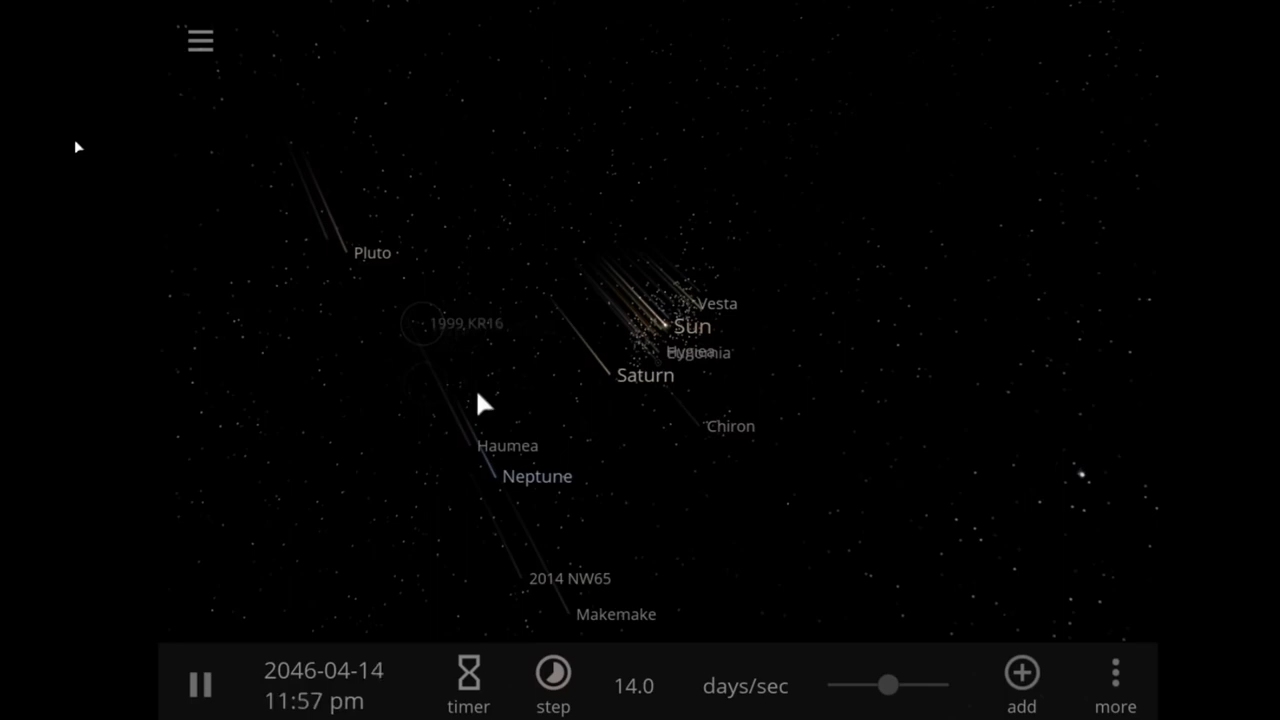 Pluto
1999 KR16
Vesta
Sun
Hygiea
Saturn
Chiron
Haumea
Neptune
2014 NW65
Makemake
2046-04-14
11:57 pm
timer
step
14.0
days/sec
add
more